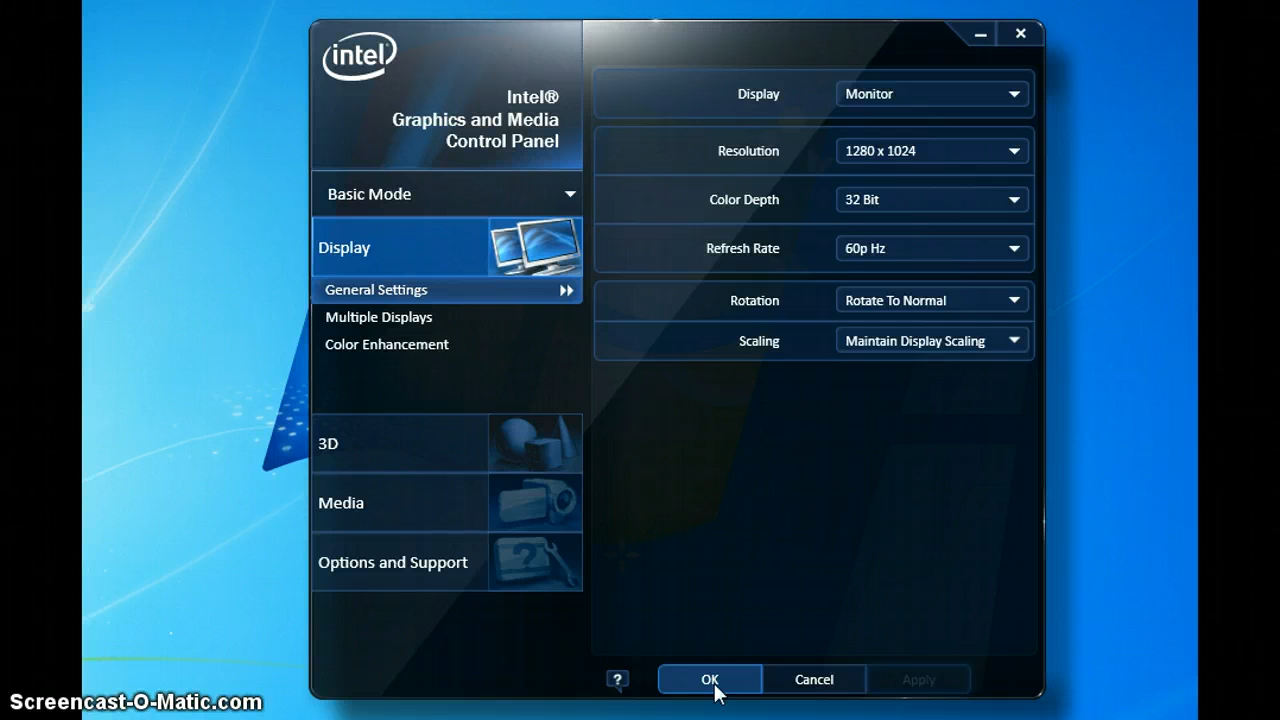 intel
Intel®
Graphics and Media
Control Panel
Basic Mode
Display
General Settings
Multiple Displays
Color Enhancement
3D
Media
Options and Support
Display Monitor
Resolution 1280 x 1024
Color Depth 32 Bit
Refresh Rate 60p Hz
Rotation Rotate To Normal
Scaling Maintain Display Scaling
? OK Cancel Apply
Screencast-O-Matic.com